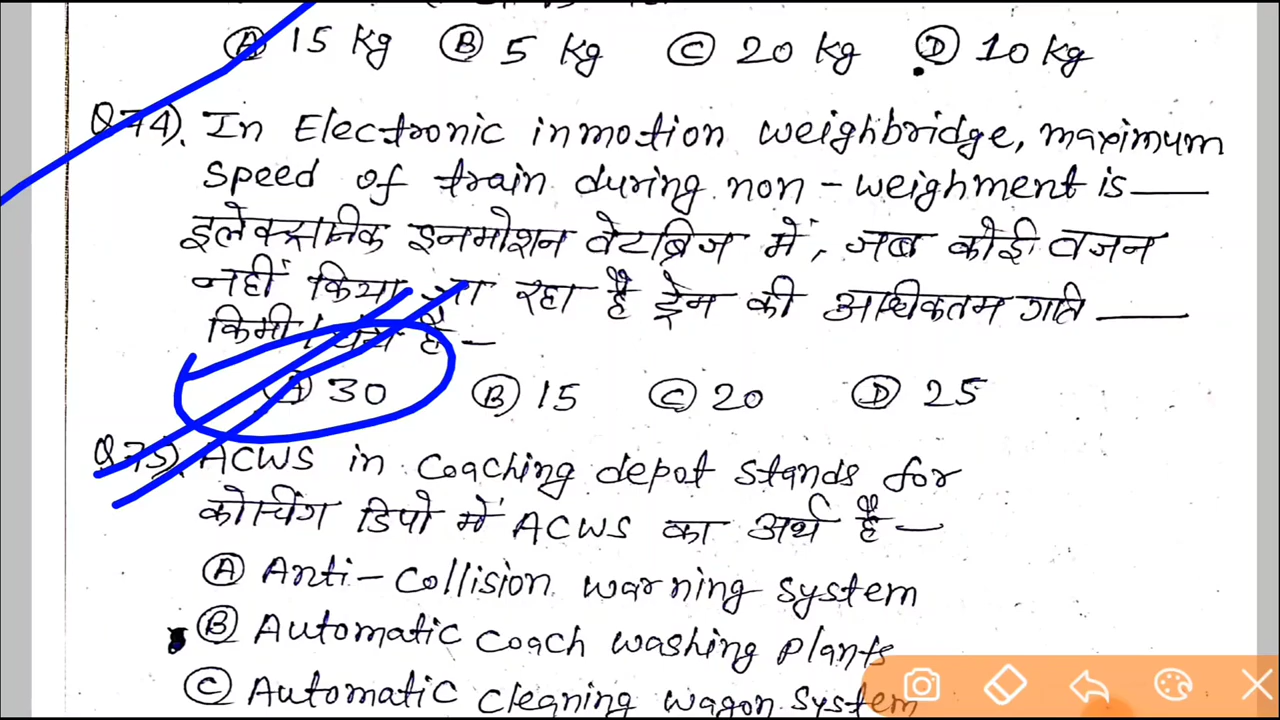 Ⓐ 15 Kg Ⓑ 5 Kg Ⓒ 20 Kg Ⓓ 10 Kg
Q74). In Electronic inmotion weighbridge, maximum
speed of train during non-weighment is ——
इलेक्ट्रानिक इनमोशन वेटब्रिज में, जब कोई वजन
नहीं किया जा रहा है ट्रेन की अधिकतम गति ——
किमी/घंटा है –
Ⓐ 30 Ⓑ 15 Ⓒ 20 Ⓓ 25
Q75). ACWS in coaching depot stands for
कोचिंग डिपो में ACWS का अर्थ है —
Ⓐ Anti-collision warning system
Ⓑ Automatic coach washing plants
Ⓒ Automatic cleaning wagon system